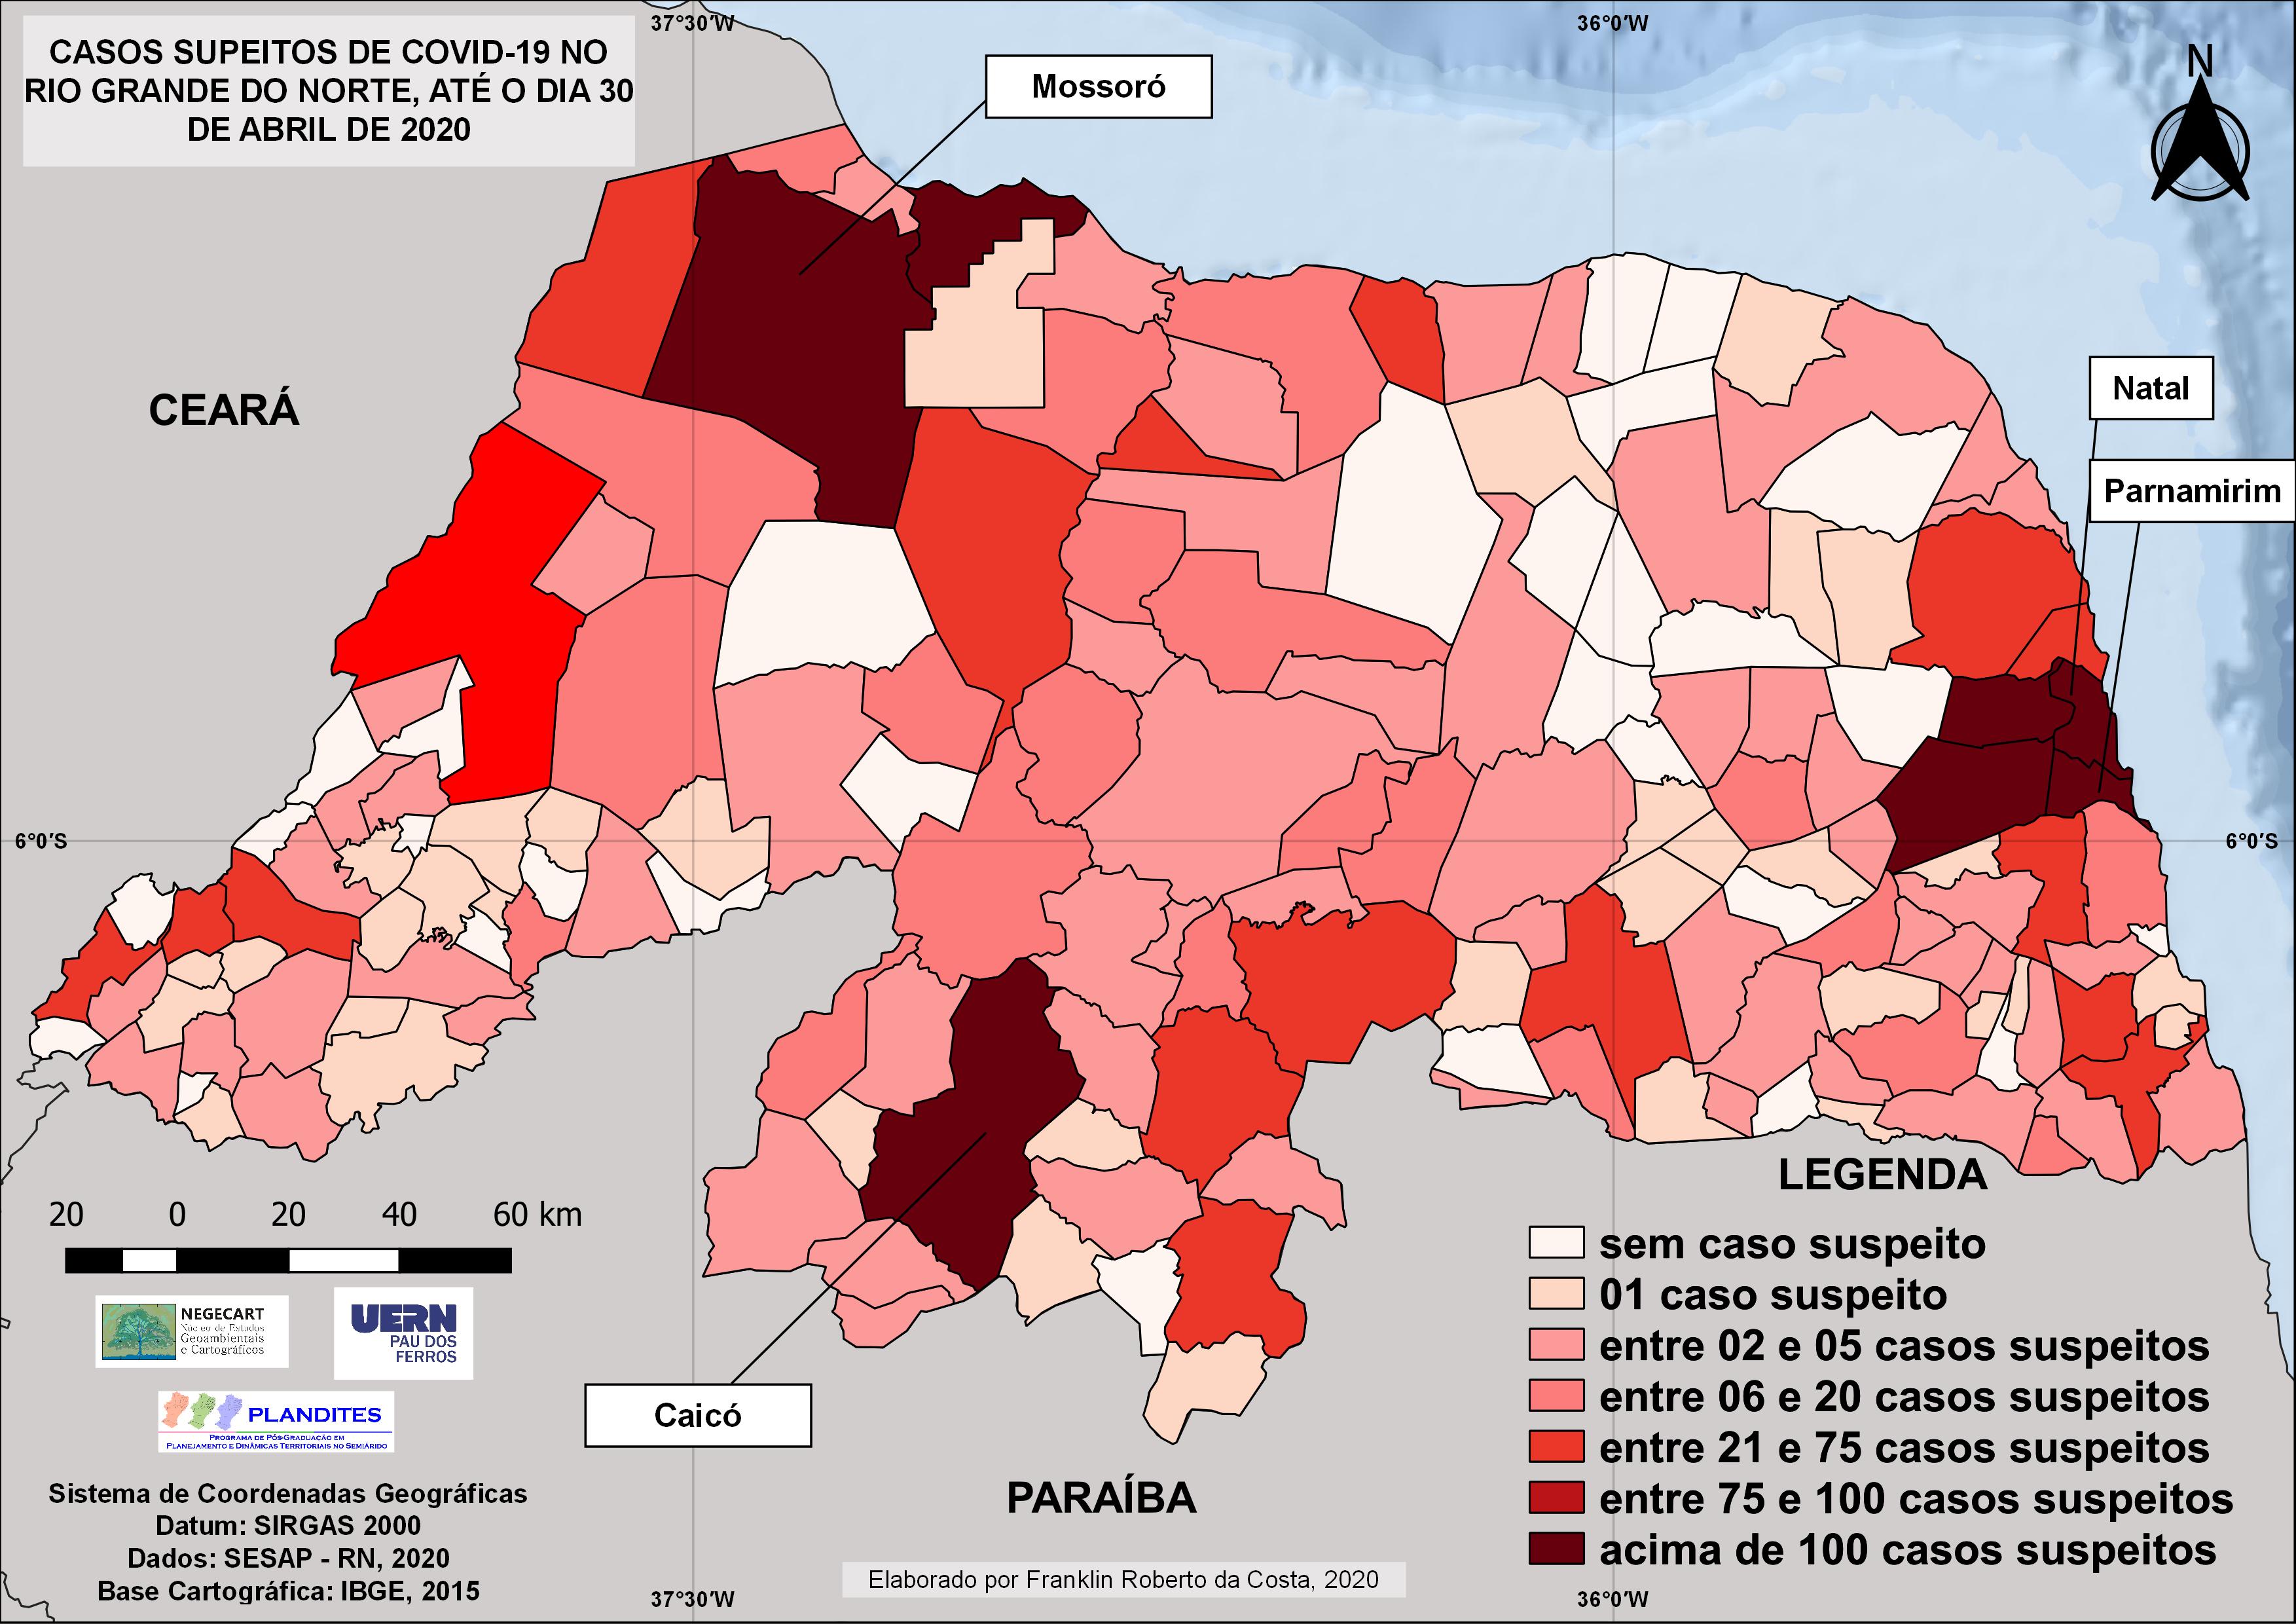 CASOS SUPEITOS DE COVID-19 NO
RIO GRANDE DO NORTE, ATÉ O DIA 30
DE ABRIL DE 2020
37°30′W
36°0′W
N
Mossoró
Natal
Parnamirim
CEARÁ
6°0′S
6°0′S
20 0 20 40 60 km
NEGECART
Núcleo de Estudos
Geoambientais
e Cartográficos
UERN
PAU DOS
FERROS
PLANDITES
PROGRAMA DE PÓS-GRADUAÇÃO EM
PLANEJAMENTO E DINÂMICAS TERRITORIAIS NO SEMIÁRIDO
Sistema de Coordenadas Geográficas
Datum: SIRGAS 2000
Dados: SESAP - RN, 2020
Base Cartográfica: IBGE, 2015
Caicó
PARAÍBA
LEGENDA
sem caso suspeito
01 caso suspeito
entre 02 e 05 casos suspeitos
entre 06 e 20 casos suspeitos
entre 21 e 75 casos suspeitos
entre 75 e 100 casos suspeitos
acima de 100 casos suspeitos
Elaborado por Franklin Roberto da Costa, 2020
37°30′W
36°0′W